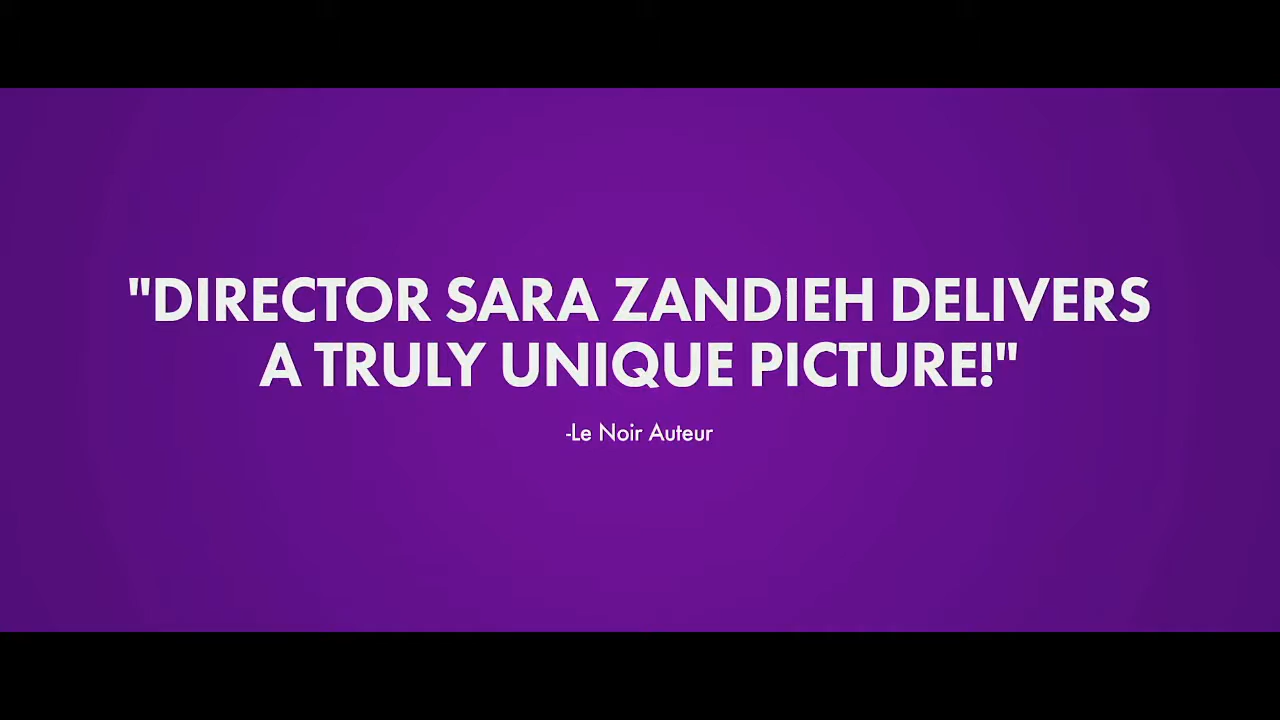 "DIRECTOR SARA ZANDIEH DELIVERS
A TRULY UNIQUE PICTURE!"
-Le Noir Auteur